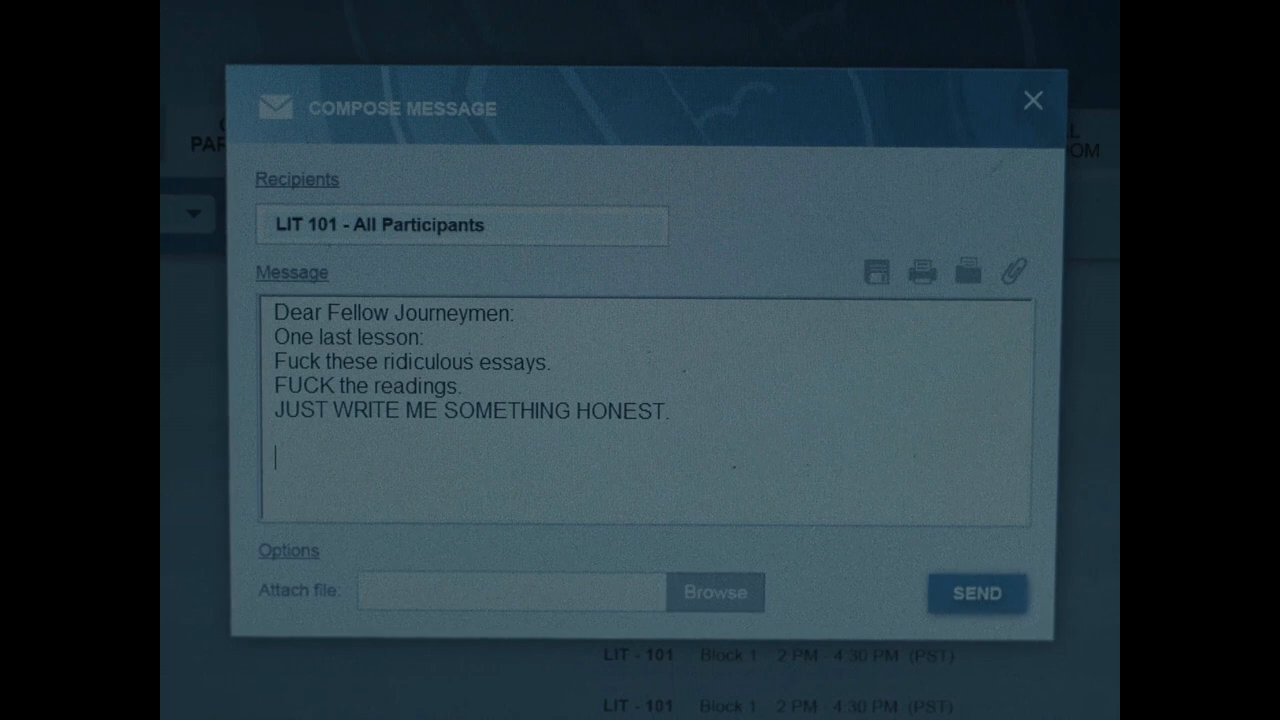 COMPOSE MESSAGE
Recipients
LIT 101 - All Participants
Message
Dear Fellow Journeymen:
One last lesson:
Fuck these ridiculous essays.
FUCK the readings.
JUST WRITE ME SOMETHING HONEST.
Options
Attach file:
Browse
SEND
LIT - 101 Block 1 2 PM - 4:30 PM (PST)
LIT - 101 Block 1 2 PM - 4:30 PM (PST)